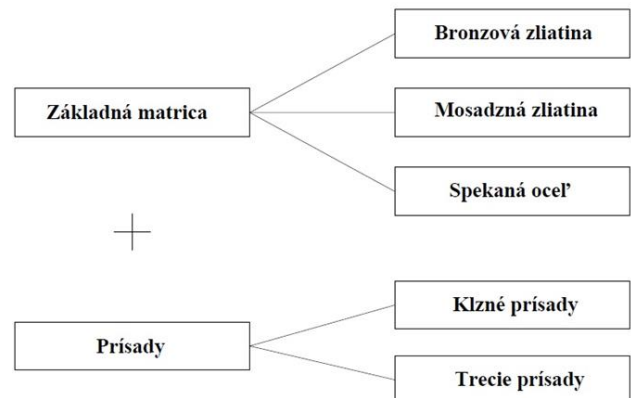 Bronzová zliatina
Základná matrica
Mosadzná zliatina
Spekaná oceľ
+
Klzné prísady
Prísady
Trecie prísady